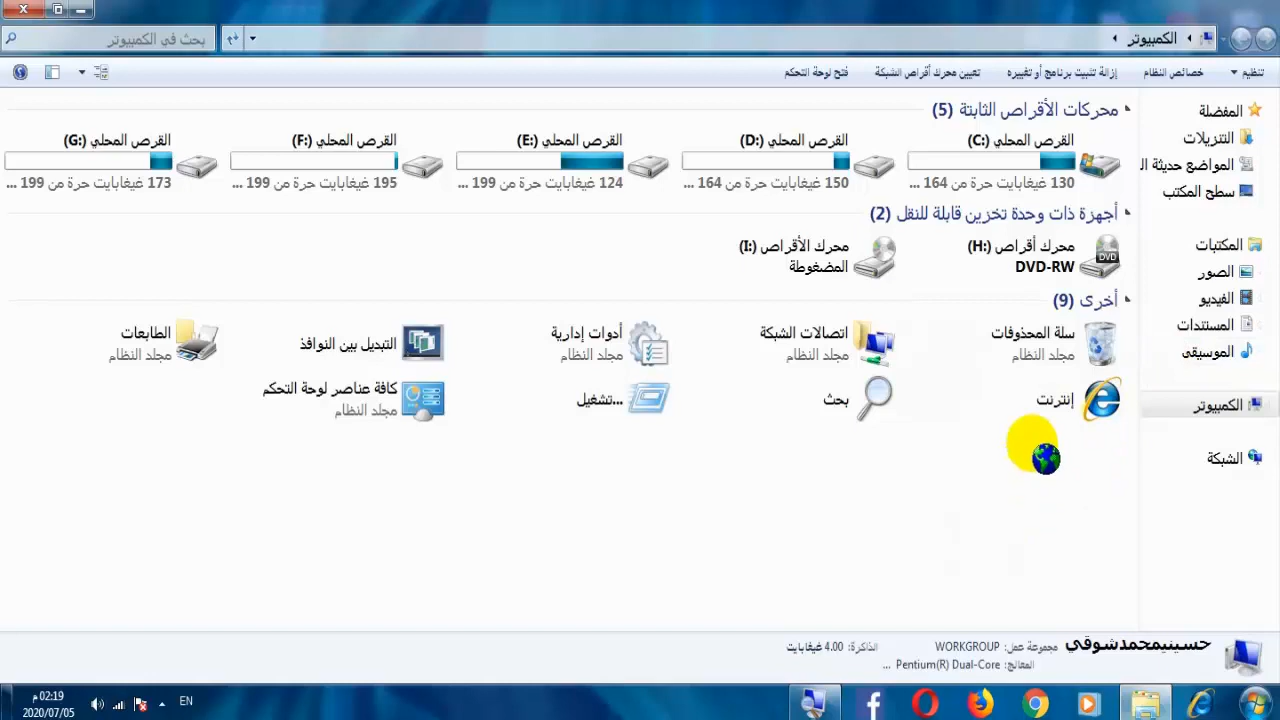 الكمبيوتر
بحث في الكمبيوتر
تنظيم
خصائص النظام
إزالة تثبيت برنامج أو تغييره
تعيين محرك أقراص الشبكة
فتح لوحة التحكم
المفضلة
التنزيلات
المواضع حديثة ال
سطح المكتب
المكتبات
الصور
الفيديو
المستندات
الموسيقى
الكمبيوتر
الشبكة
محركات الأقراص الثابتة (5)
القرص المحلي (C:)
130 غيغابايت حرة من 164 ...
القرص المحلي (D:)
150 غيغابايت حرة من 164 ...
القرص المحلي (E:)
124 غيغابايت حرة من 199 ...
القرص المحلي (F:)
195 غيغابايت حرة من 199 ...
القرص المحلي (G:)
173 غيغابايت حرة من 199 ...
أجهزة ذات وحدة تخزين قابلة للنقل (2)
محرك أقراص (H:)
DVD-RW
محرك الأقراص (I:)
المضغوطة
أخرى (9)
سلة المحذوفات
مجلد النظام
اتصالات الشبكة
مجلد النظام
أدوات إدارية
مجلد النظام
التبديل بين النوافذ
الطابعات
مجلد النظام
إنترنت
بحث
تشغيل...
كافة عناصر لوحة التحكم
مجلد النظام
حسينيمحمدشوقي
مجموعة عمل: WORKGROUP
الذاكرة: 4.00 غيغابايت
المعالج: Pentium(R) Dual-Core ...
EN
02:19 م
2020/07/05